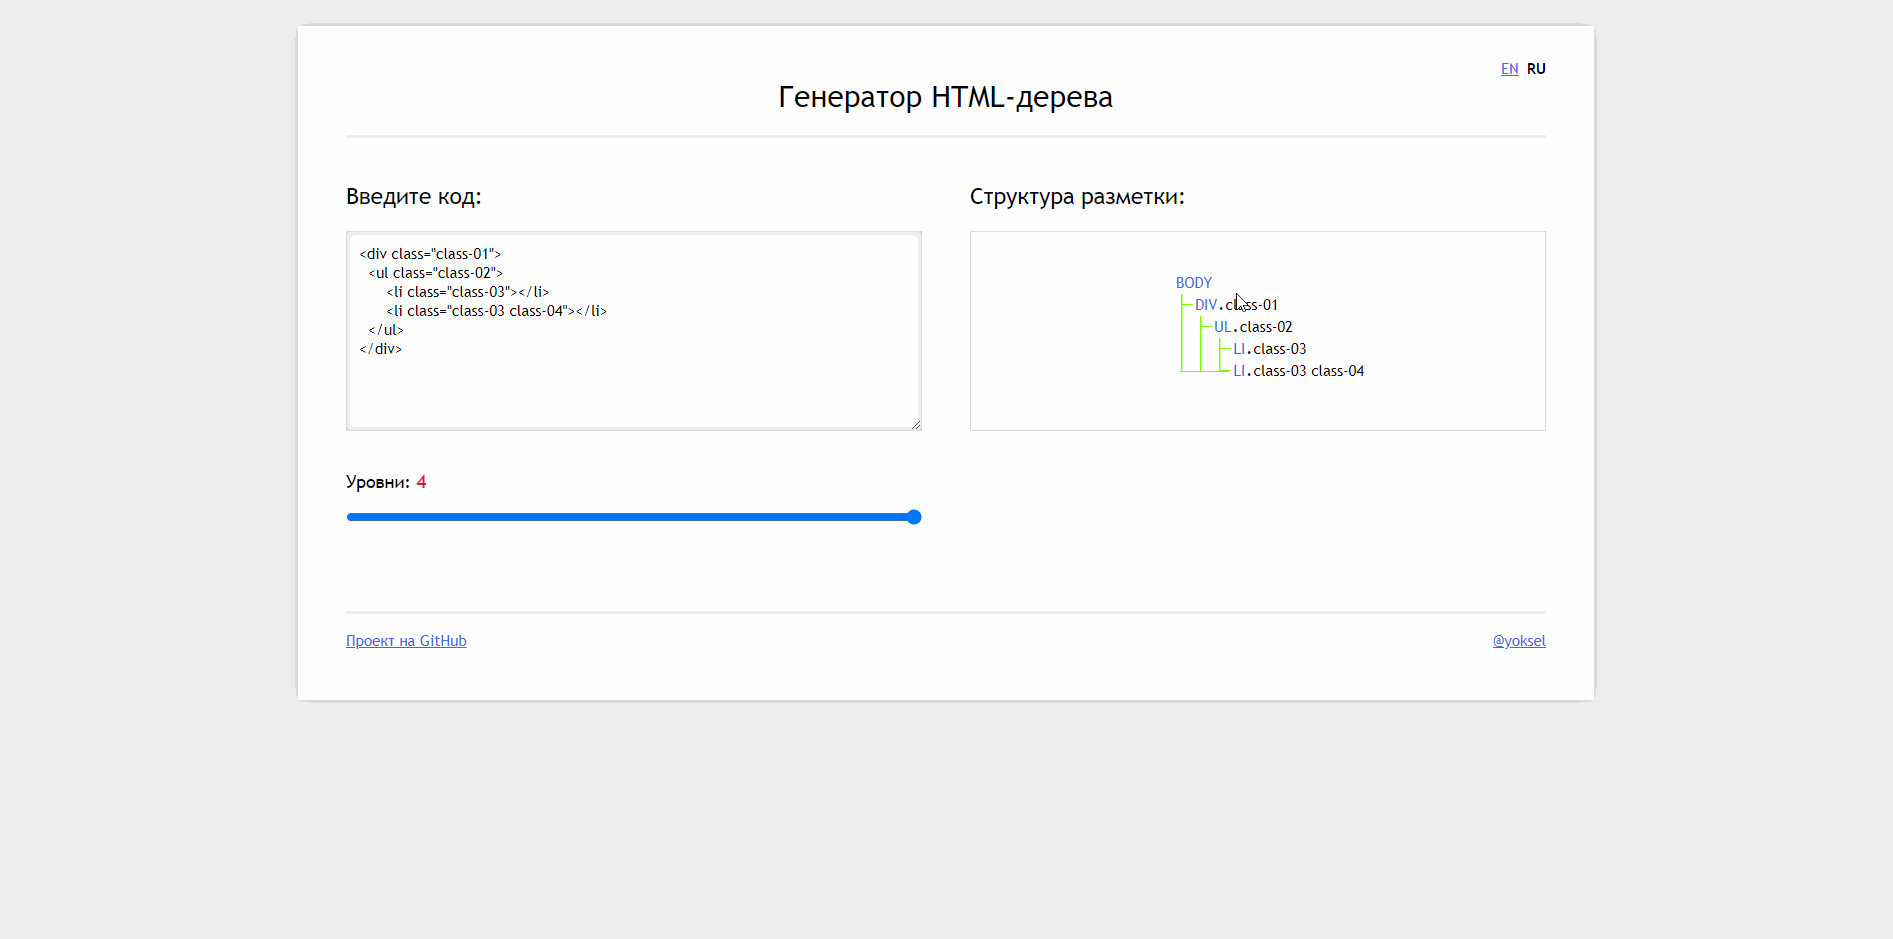 EN RU
Генератор HTML-дерева
Введите код:
<div class="class-01">
<ul class="class-02">
<li class="class-03"></li>
<li class="class-03 class-04"></li>
</ul>
</div>
Уровни: 4
Структура разметки:
BODY
DIV.class-01
UL.class-02
LI.class-03
LI.class-03 class-04
Проект на GitHub
@yoksel